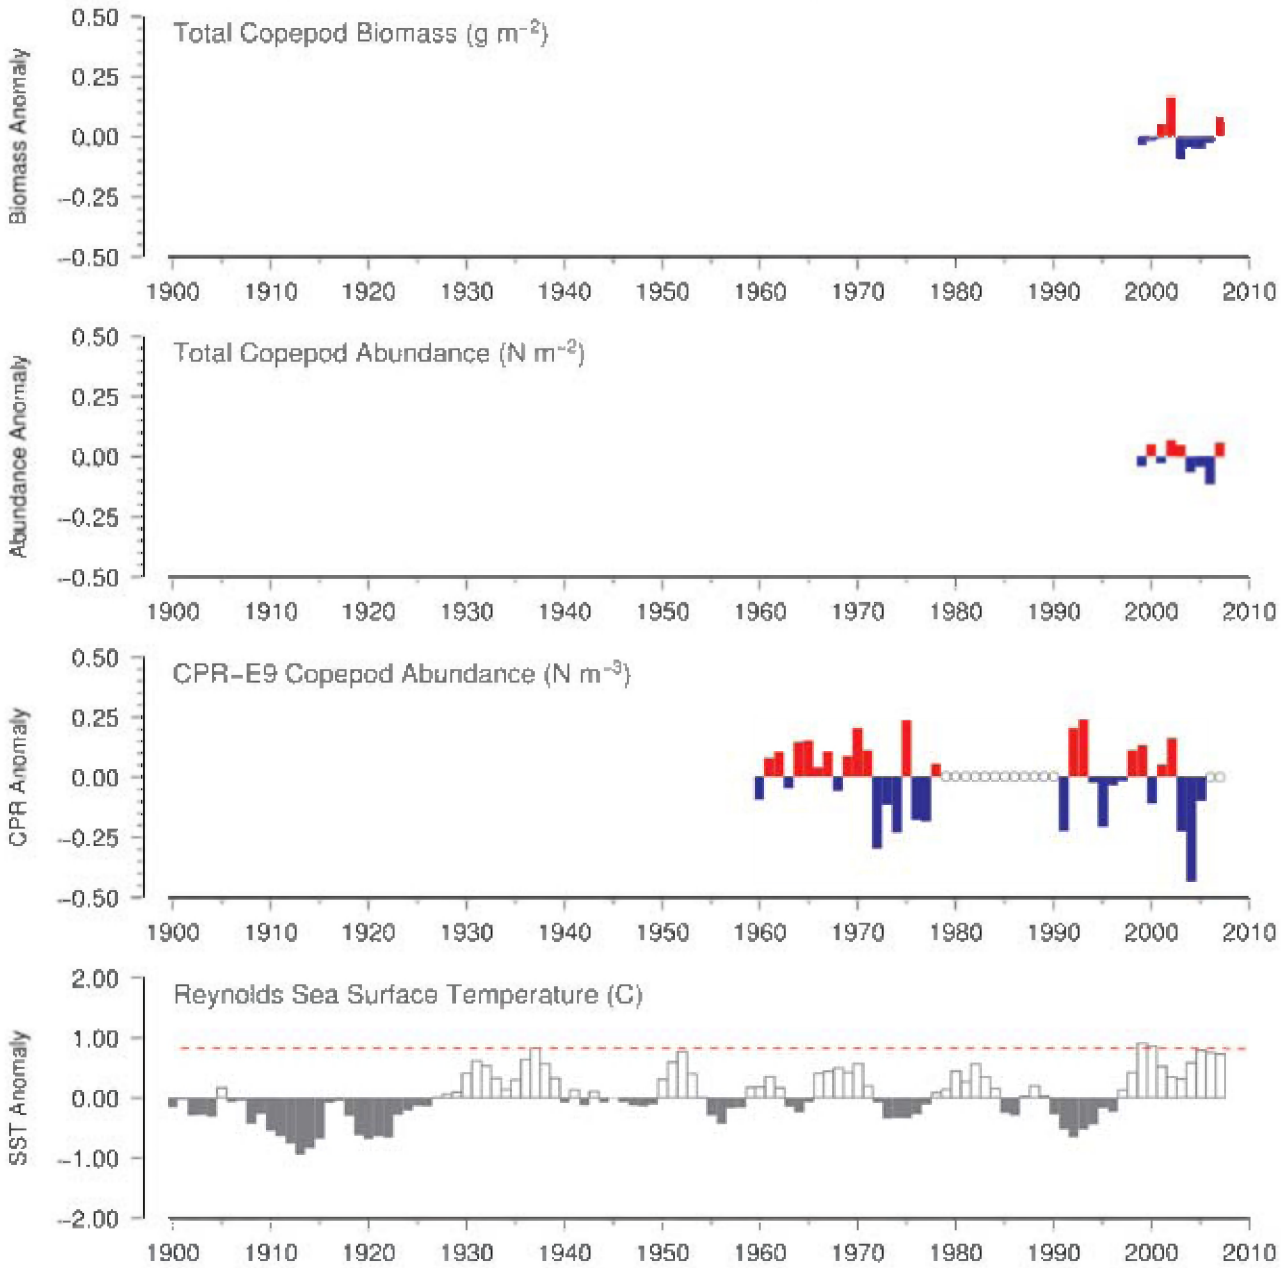 Total Copepod Biomass (g m−2)
Biomass Anomaly
0.50
0.25
0.00
−0.25
−0.50
1900 1910 1920 1930 1940 1950 1960 1970 1980 1990 2000 2010
Total Copepod Abundance (N m−2)
Abundance Anomaly
0.50
0.25
0.00
−0.25
−0.50
1900 1910 1920 1930 1940 1950 1960 1970 1980 1990 2000 2010
CPR−E9 Copepod Abundance (N m−3)
CPR Anomaly
0.50
0.25
0.00
−0.25
−0.50
1900 1910 1920 1930 1940 1950 1960 1970 1980 1990 2000 2010
Reynolds Sea Surface Temperature (C)
SST Anomaly
2.00
1.00
0.00
−1.00
−2.00
1900 1910 1920 1930 1940 1950 1960 1970 1980 1990 2000 2010